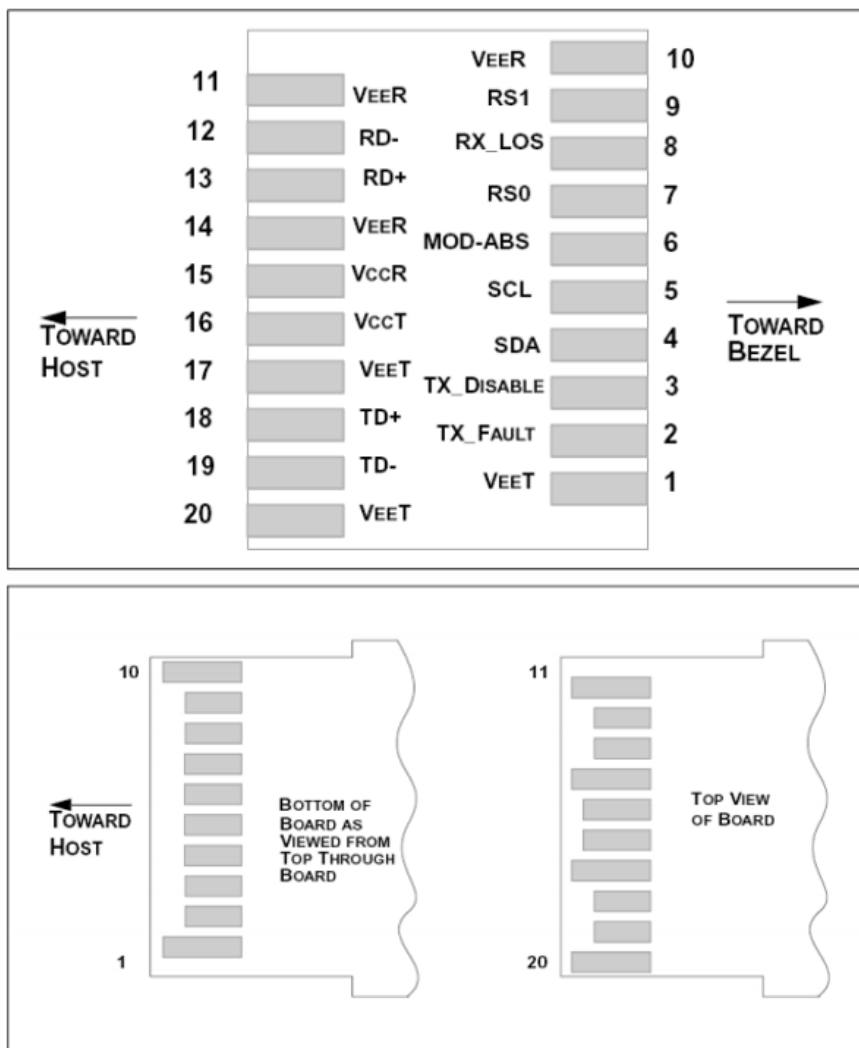 11 VEER
12 RD-
13 RD+
14 VEER
15 VCCR
16 VCCT
17 VEET
18 TD+
19 TD-
20 VEET
VEER 10
RS1 9
RX_LOS 8
RS0 7
MOD-ABS 6
SCL 5
SDA 4
TX_DISABLE 3
TX_FAULT 2
VEET 1
TOWARD
HOST
TOWARD
BEZEL
10
1
TOWARD
HOST
BOTTOM OF
BOARD AS
VIEWED FROM
TOP THROUGH
BOARD
11
20
TOP VIEW
OF BOARD